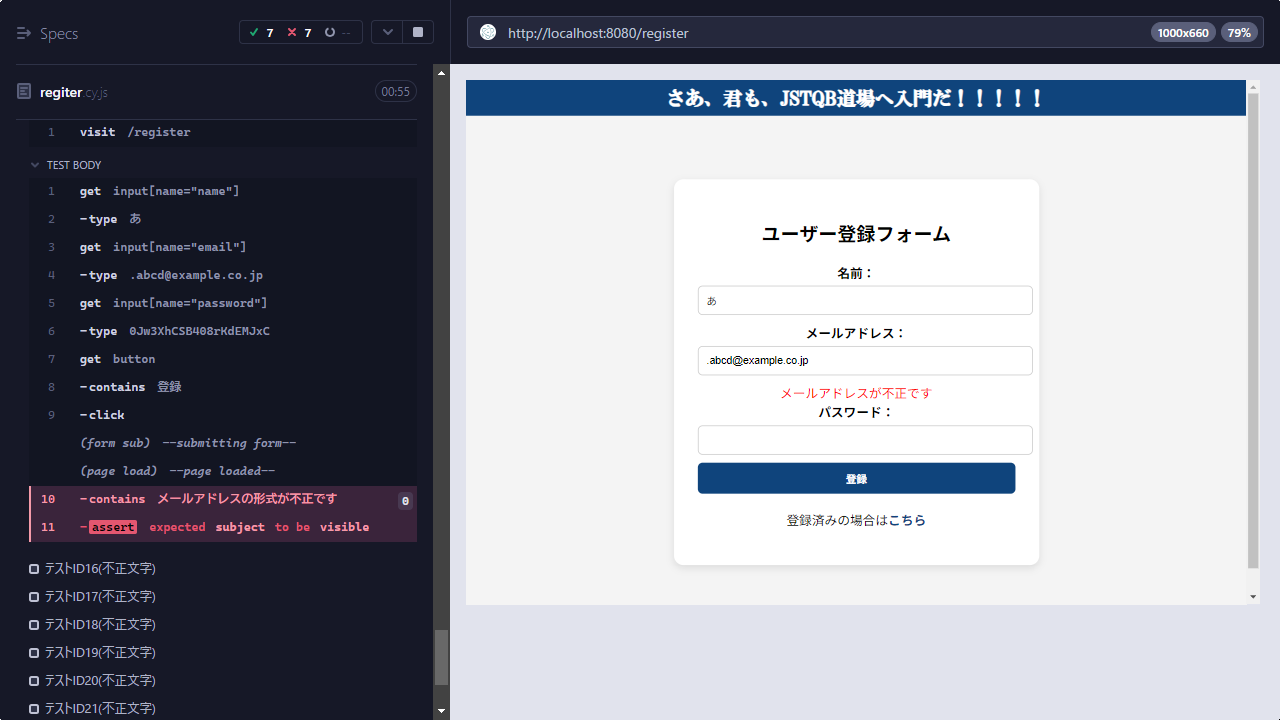 Specs
7 7 --
http://localhost:8080/register
1000x660 79%
regiter.cy.js 00:55
1 visit /register
TEST BODY
1 get input[name="name"]
2 -type あ
3 get input[name="email"]
4 -type .abcd@example.co.jp
5 get input[name="password"]
6 -type 0Jw3XhCSB408rKdEMJxC
7 get button
8 -contains 登録
9 -click
(form sub) --submitting form--
(page load) --page loaded--
10 -contains メールアドレスの形式が不正です 0
11 -assert expected subject to be visible
テストID16(不正文字)
テストID17(不正文字)
テストID18(不正文字)
テストID19(不正文字)
テストID20(不正文字)
テストID21(不正文字)
さあ、君も、JSTQB道場へ入門だ！！！！！
ユーザー登録フォーム
名前：
あ
メールアドレス：
.abcd@example.co.jp
メールアドレスが不正です
パスワード：
登録
登録済みの場合はこちら